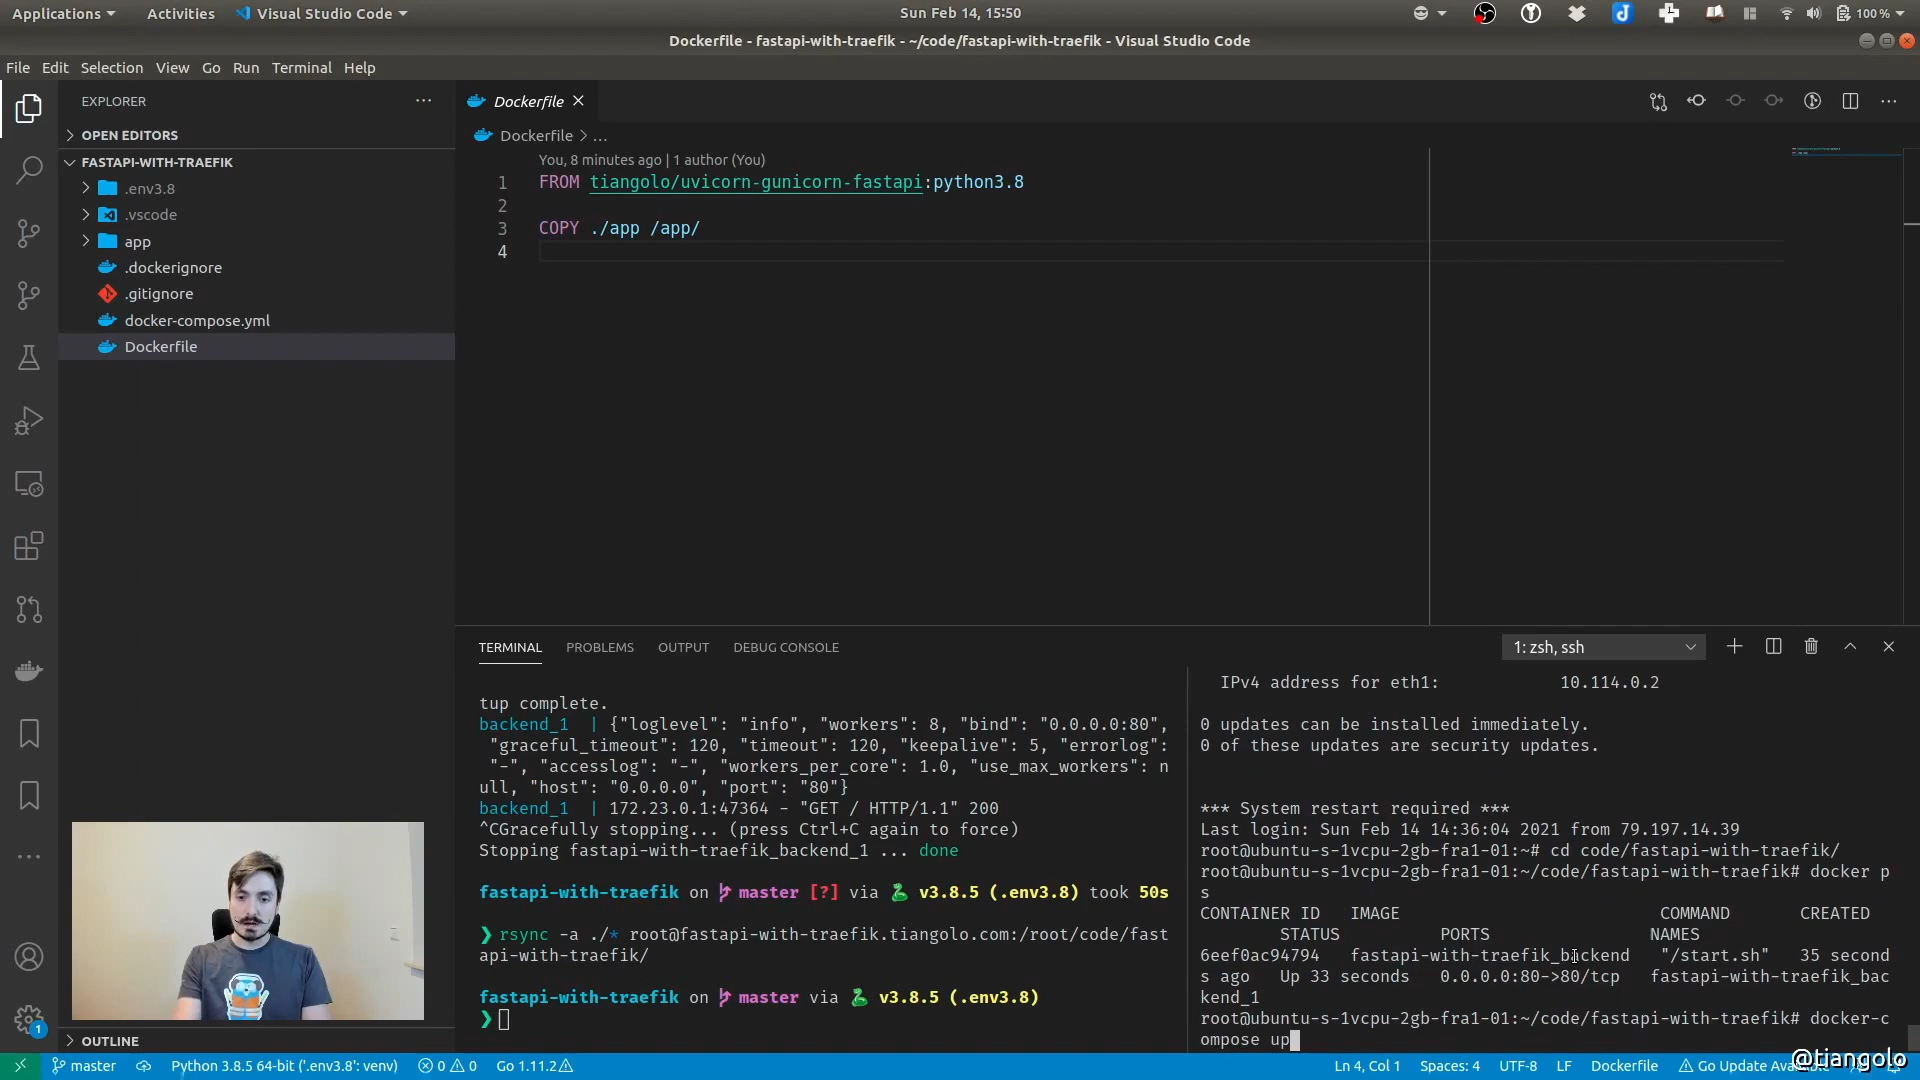 Applications Activities Visual Studio Code Sun Feb 14, 15:50 100 %
Dockerfile - fastapi-with-traefik - ~/code/fastapi-with-traefik - Visual Studio Code
File Edit Selection View Go Run Terminal Help
EXPLORER
OPEN EDITORS
FASTAPI-WITH-TRAEFIK
.env3.8
.vscode
app
.dockerignore
.gitignore
docker-compose.yml
Dockerfile
OUTLINE
Dockerfile
Dockerfile > ...
You, 8 minutes ago | 1 author (You)
1 FROM tiangolo/uvicorn-gunicorn-fastapi:python3.8
2
3 COPY ./app /app/
4
TERMINAL PROBLEMS OUTPUT DEBUG CONSOLE 1: zsh, ssh
tup complete.
backend_1 | {"loglevel": "info", "workers": 8, "bind": "0.0.0.0:80",
"graceful_timeout": 120, "timeout": 120, "keepalive": 5, "errorlog":
"-", "accesslog": "-", "workers_per_core": 1.0, "use_max_workers": n
ull, "host": "0.0.0.0", "port": "80"}
backend_1 | 172.23.0.1:47364 - "GET / HTTP/1.1" 200
^CGracefully stopping... (press Ctrl+C again to force)
Stopping fastapi-with-traefik_backend_1 ... done
fastapi-with-traefik on master [?] via v3.8.5 (.env3.8) took 50s
❯ rsync -a ./* root@fastapi-with-traefik.tiangolo.com:/root/code/fast
api-with-traefik/
fastapi-with-traefik on master via v3.8.5 (.env3.8)
❯
IPv4 address for eth1: 10.114.0.2
0 updates can be installed immediately.
0 of these updates are security updates.
*** System restart required ***
Last login: Sun Feb 14 14:36:04 2021 from 79.197.14.39
root@ubuntu-s-1vcpu-2gb-fra1-01:~# cd code/fastapi-with-traefik/
root@ubuntu-s-1vcpu-2gb-fra1-01:~/code/fastapi-with-traefik# docker p
s
CONTAINER ID IMAGE COMMAND CREATED
STATUS PORTS NAMES
6eef0ac94794 fastapi-with-traefik_backend "/start.sh" 35 second
s ago Up 33 seconds 0.0.0.0:80->80/tcp fastapi-with-traefik_bac
kend_1
root@ubuntu-s-1vcpu-2gb-fra1-01:~/code/fastapi-with-traefik# docker-c
ompose up
1
master Python 3.8.5 64-bit ('.env3.8': venv) 0 0 Go 1.11.2 Ln 4, Col 1 Spaces: 4 UTF-8 LF Dockerfile Go Update
@tiangolo